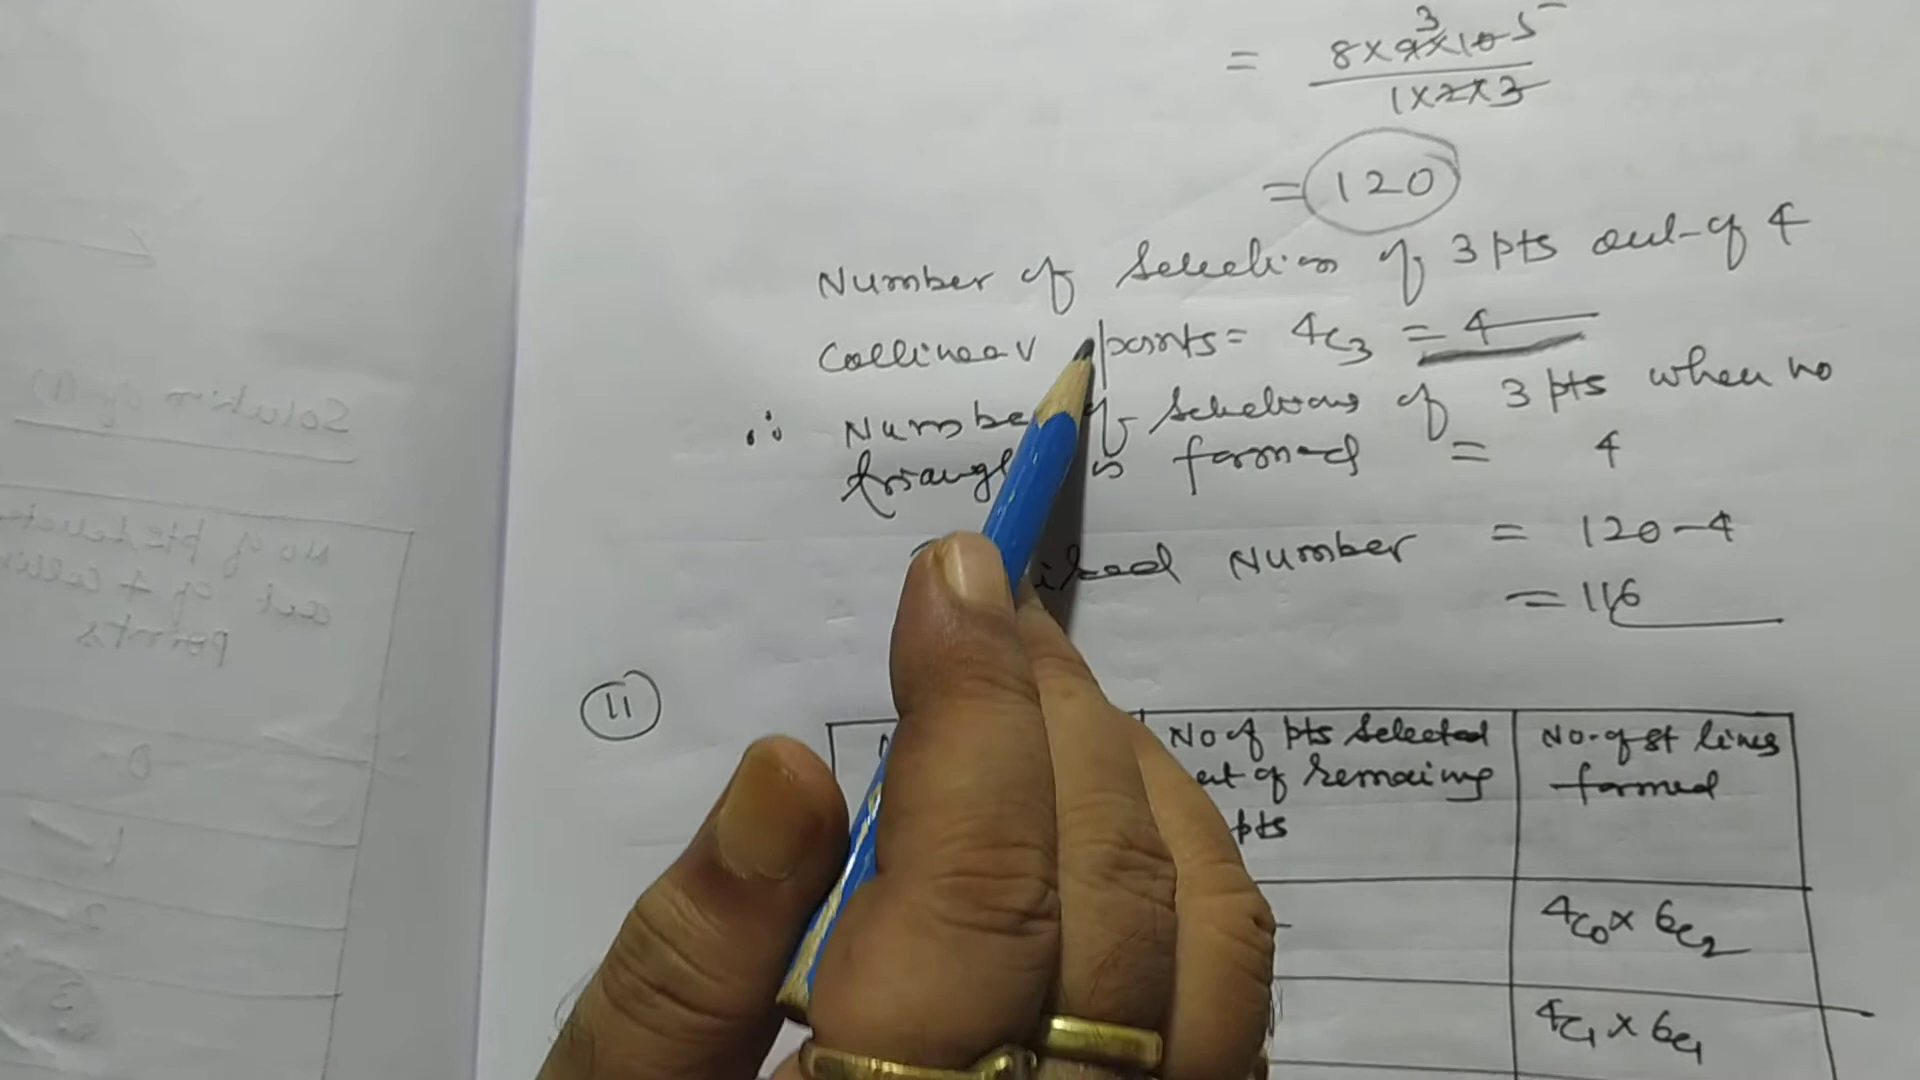 = 8 x 9 3 x 10 5
1 x 2 x 3
= 120
Number of Selection of 3 pts out-of 4
Collinear points = 4c3 = 4
∴ Number of Selections of 3 pts when no
triangle is formed = 4
Number = 120-4
= 116
11
No of pts Selected No. of st lines
out of remaining formed
pts
4c0 x 6c2
4c1 x 6c1